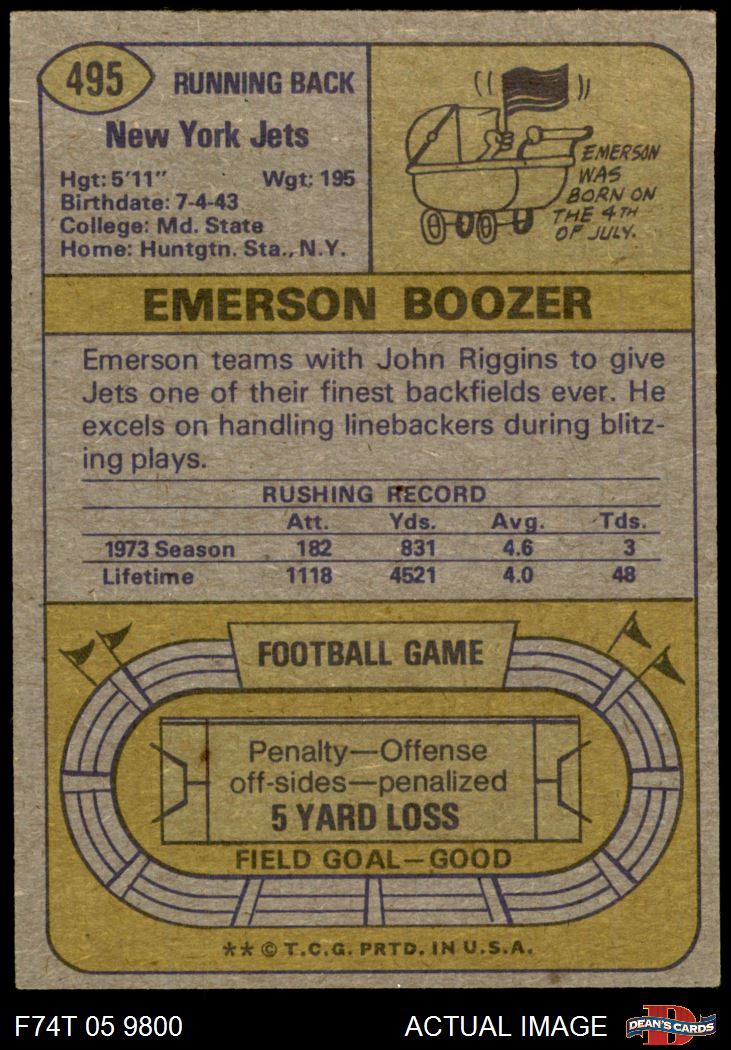 495
RUNNING BACK
New York Jets
Hgt: 5'11" Wgt: 195
Birthdate: 7-4-43
College: Md. State
Home: Huntgtn. Sta., N.Y.
EMERSON
WAS
BORN ON
THE 4TH
OF JULY.
EMERSON BOOZER
Emerson teams with John Riggins to give
Jets one of their finest backfields ever. He
excels on handling linebackers during blitz-
ing plays.
RUSHING RECORD
Att. Yds. Avg. Tds.
1973 Season 182 831 4.6 3
Lifetime 1118 4521 4.0 48
FOOTBALL GAME
Penalty—Offense
off-sides—penalized
5 YARD LOSS
FIELD GOAL—GOOD
** © T.C.G. PRTD. IN U.S.A.
F74T 05 9800 ACTUAL IMAGE
D
DEAN'S CARDS